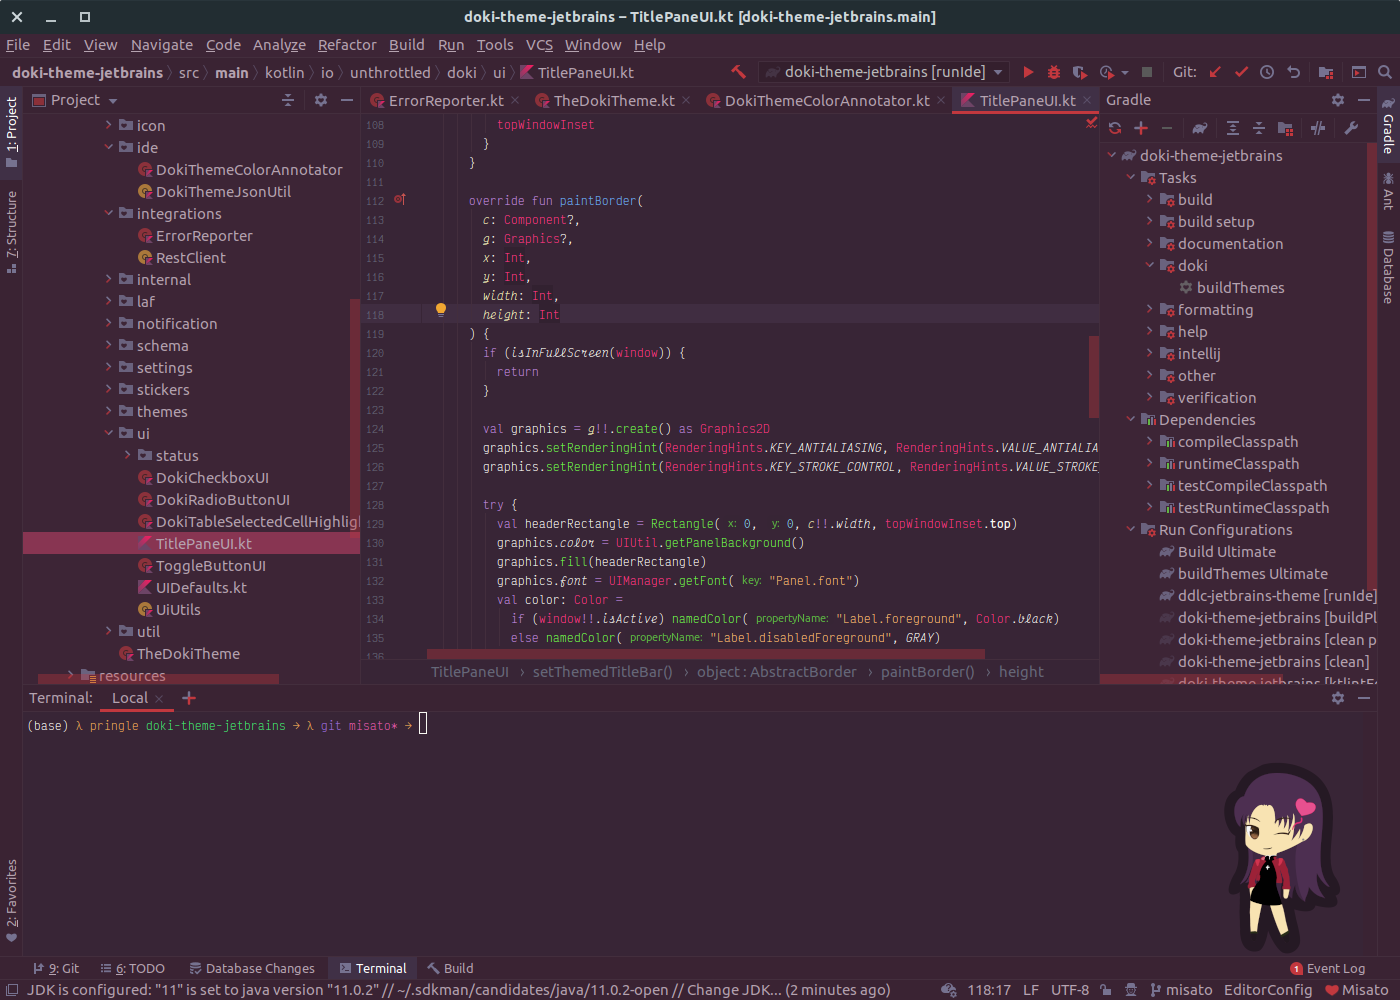 doki-theme-jetbrains – TitlePaneUI.kt [doki-theme-jetbrains.main]
File Edit View Navigate Code Analyze Refactor Build Run Tools VCS Window Help
doki-theme-jetbrains src main kotlin io unthrottled doki ui TitlePaneUI.kt doki-theme-jetbrains [runIde] Git:
1: Project
7: Structure
2: Favorites
Project
icon
ide
DokiThemeColorAnnotator
DokiThemeJsonUtil
integrations
ErrorReporter
RestClient
internal
laf
notification
schema
settings
stickers
themes
ui
status
DokiCheckboxUI
DokiRadioButtonUI
DokiTableSelectedCellHighlig
TitlePaneUI.kt
ToggleButtonUI
UIDefaults.kt
UiUtils
util
TheDokiTheme
resources
ErrorReporter.kt TheDokiTheme.kt DokiThemeColorAnnotator.kt TitlePaneUI.kt
108 topWindowInset
109 }
110 }
111
112 override fun paintBorder(
113 c: Component?,
114 g: Graphics?,
115 x: Int,
116 y: Int,
117 width: Int,
118 height: Int
119 ) {
120 if (isInFullScreen(window)) {
121 return
122 }
123
124 val graphics = g!!.create() as Graphics2D
125 graphics.setRenderingHint(RenderingHints.KEY_ANTIALIASING, RenderingHints.VALUE_ANTIALIA
126 graphics.setRenderingHint(RenderingHints.KEY_STROKE_CONTROL, RenderingHints.VALUE_STROKE_
127
128 try {
129 val headerRectangle = Rectangle( x: 0, y: 0, c!!.width, topWindowInset.top)
130 graphics.color = UIUtil.getPanelBackground()
131 graphics.fill(headerRectangle)
132 graphics.font = UIManager.getFont( key: "Panel.font")
133 val color: Color =
134 if (window!!.isActive) namedColor( propertyName: "Label.foreground", Color.black)
135 else namedColor( propertyName: "Label.disabledForeground", GRAY)
136
TitlePaneUI › setThemedTitleBar() › object : AbstractBorder › paintBorder() › height
Gradle
doki-theme-jetbrains
Tasks
build
build setup
documentation
doki
buildThemes
formatting
help
intellij
other
verification
Dependencies
compileClasspath
runtimeClasspath
testCompileClasspath
testRuntimeClasspath
Run Configurations
Build Ultimate
buildThemes Ultimate
ddlc-jetbrains-theme [runIde]
doki-theme-jetbrains [buildPl
doki-theme-jetbrains [clean p
doki-theme-jetbrains [clean]
doki-theme-jetbrains [ktlintFo
Gradle
Ant
Database
Terminal: Local
(base) λ pringle doki-theme-jetbrains → λ git misato* →
9: Git 6: TODO Database Changes Terminal Build 1 Event Log
JDK is configured: "11" is set to java version "11.0.2" // ~/.sdkman/candidates/java/11.0.2-open // Change JDK... (2 minutes ago) 118:17 LF UTF-8 misato EditorConfig Misato